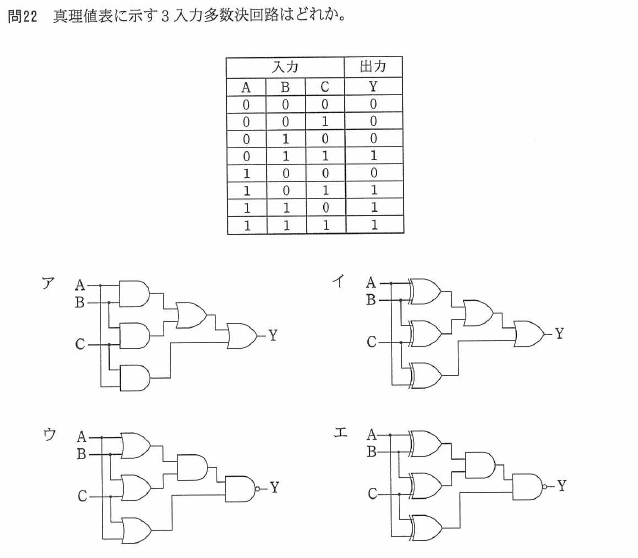 問22 真理値表に示す3入力多数決回路はどれか。
入力 出力
A B C Y
0 0 0 0
0 0 1 0
0 1 0 0
0 1 1 1
1 0 0 0
1 0 1 1
1 1 0 1
1 1 1 1
ア A B C Y
イ A B C Y
ウ A B C Y
エ A B C Y